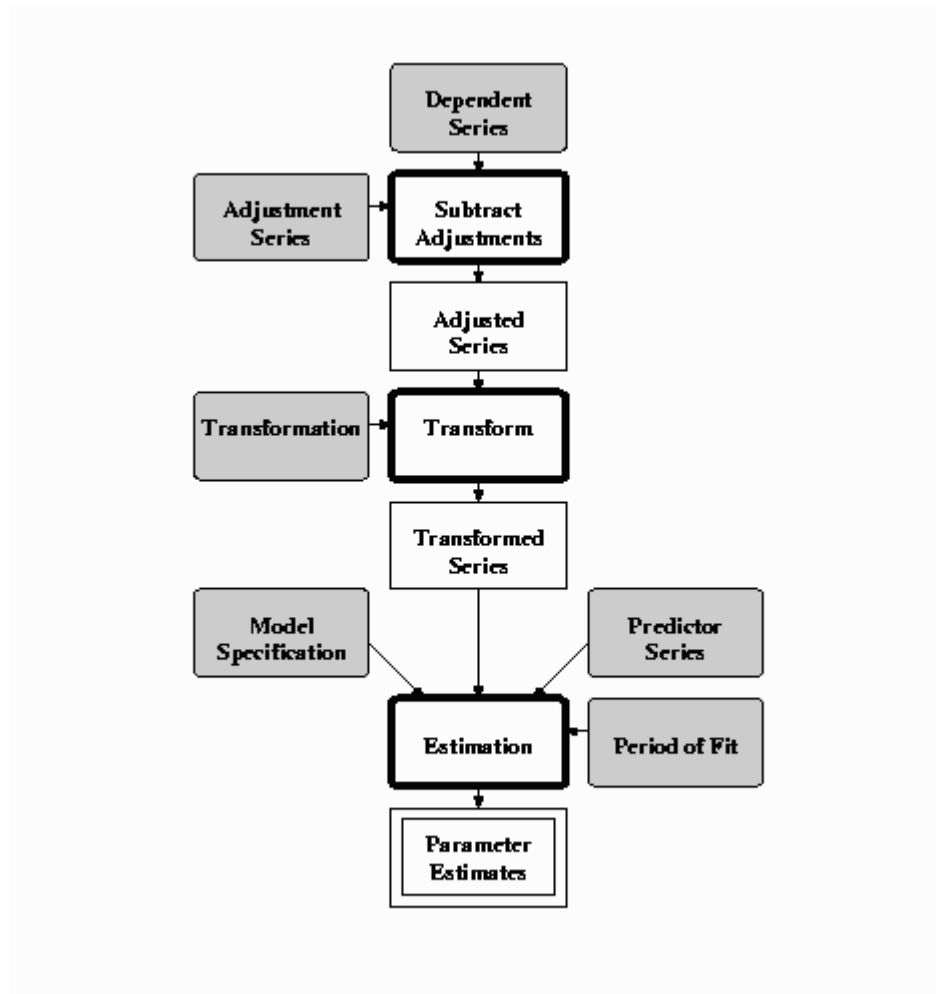 Dependent
Series
Adjustment
Series
Subtract
Adjustments
Adjusted
Series
Transformation
Transform
Transformed
Series
Model
Specification
Predictor
Series
Estimation
Period of Fit
Parameter
Estimates